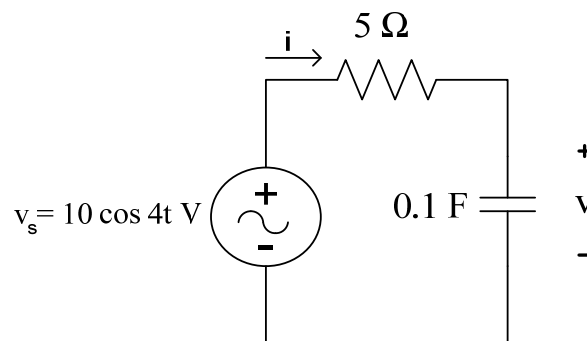 5 Ω
i
+
v_s= 10 cos 4t V
+
-
0.1 F
v
-